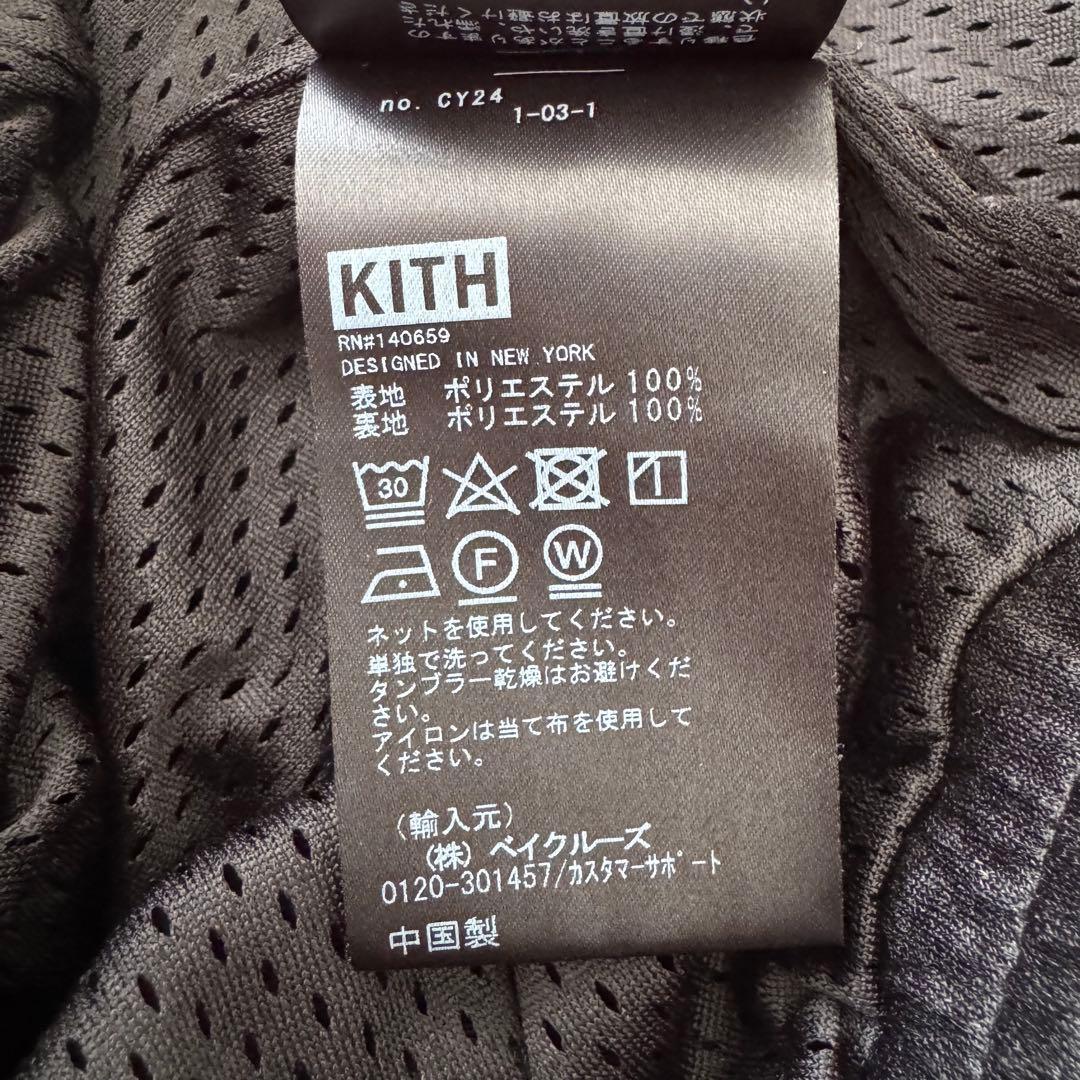 no. CY24
1-03-1
KITH
RN#140659
DESIGNED IN NEW YORK
表地 ポリエステル 100%
裏地 ポリエステル 100%
30
F
W
ネットを使用してください。
単独で洗ってください。
タンブラー乾燥はお避けくだ
さい。
アイロンは当て布を使用して
ください。
(輸入元)
(株) ベイクルーズ
0120-301457/カスタマーサポート
中国製